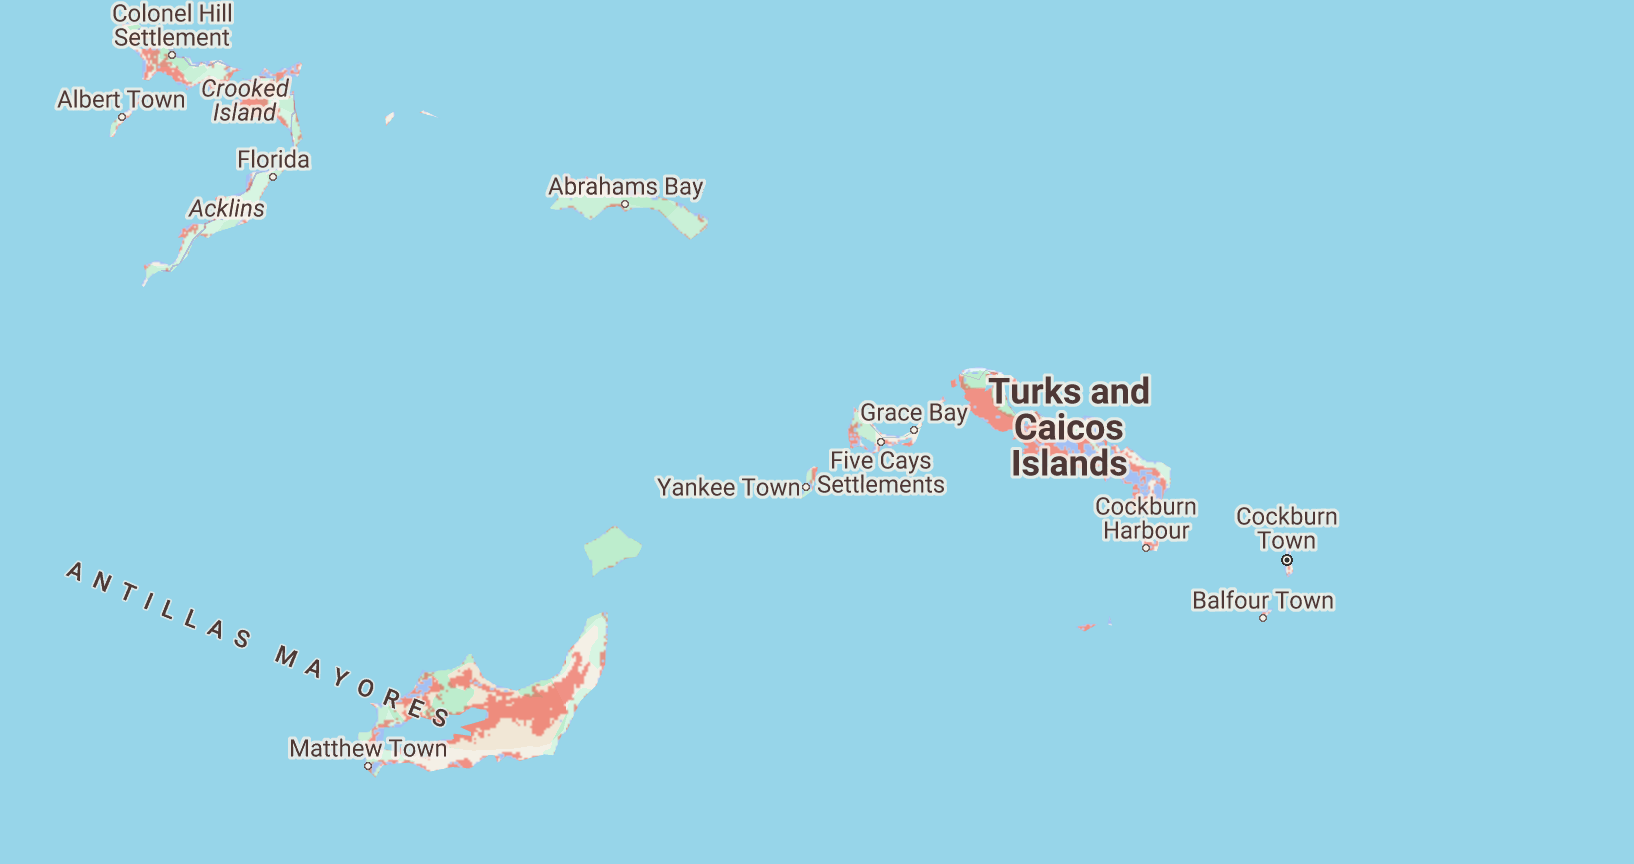 Colonel Hill
Settlement
Albert Town
Crooked
Island
Florida
Acklins
Abrahams Bay
Turks and
Caicos
Islands
Grace Bay
Five Cays
Settlements
Yankee Town
Cockburn
Harbour
Cockburn
Town
Balfour Town
ANTILLAS MAYORES
Matthew Town